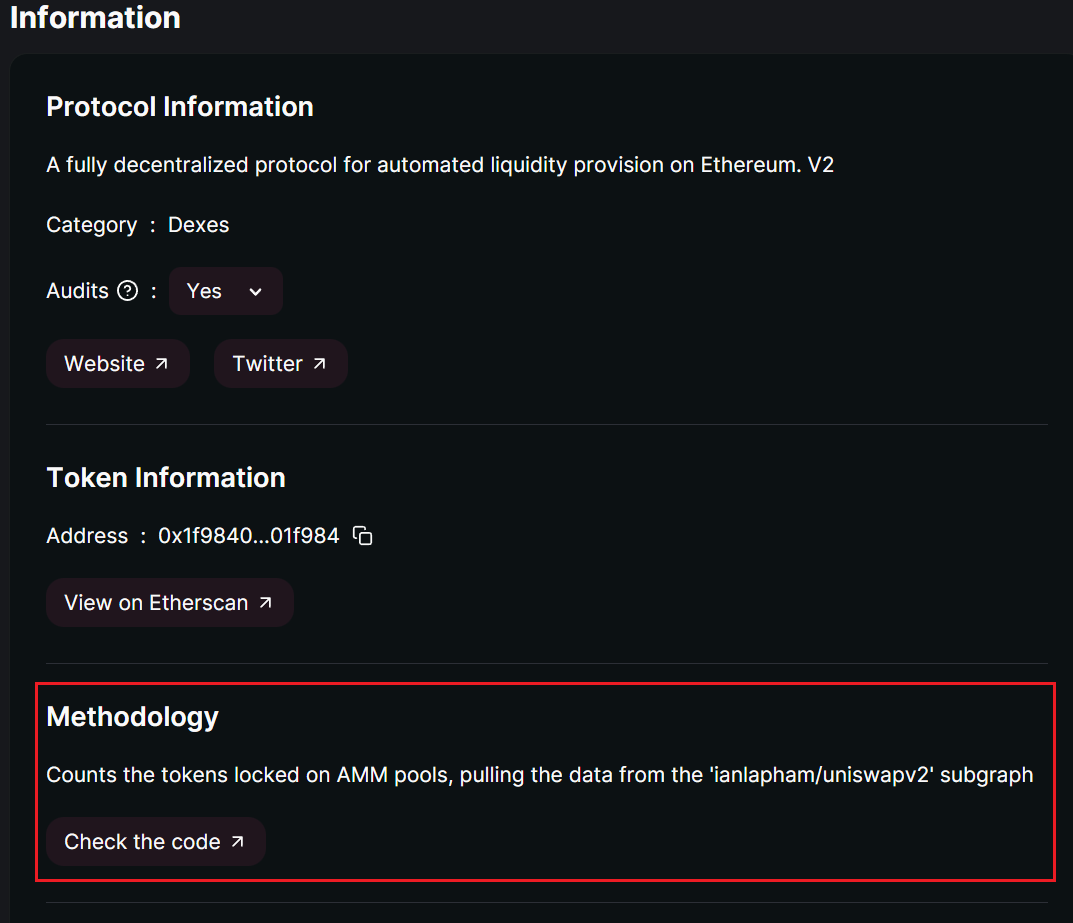 Information
Protocol Information
A fully decentralized protocol for automated liquidity provision on Ethereum. V2
Category : Dexes
Audits ? : Yes
Website Twitter
Token Information
Address : 0x1f9840...01f984
View on Etherscan
Methodology
Counts the tokens locked on AMM pools, pulling the data from the 'ianlapham/uniswapv2' subgraph
Check the code